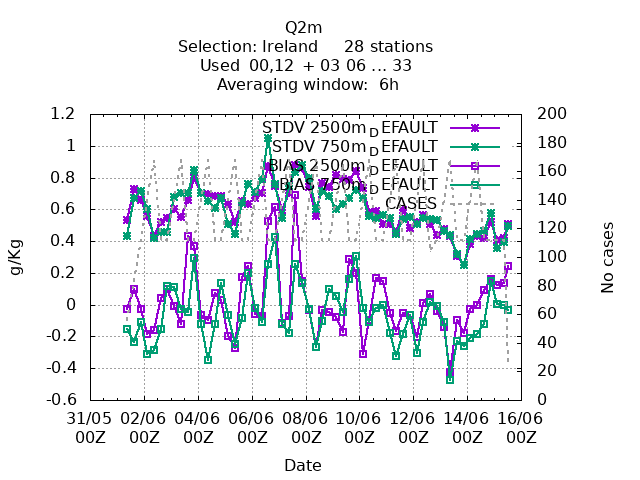 Q2m
Selection: Ireland 28 stations
Used 00,12 + 03 06 ... 33
Averaging window: 6h
1.2
1
0.8
0.6
0.4
0.2
0
-0.2
-0.4
-0.6
g/Kg
STDV 2500mDEFAULT
STDV 750mDEFAULT
BIAS 2500mDEFAULT
BIAS 750mDEFAULT
CASES
200
180
160
140
120
100
80
60
40
20
0
No cases
31/05 02/06 04/06 06/06 08/06 10/06 12/06 14/06 16/06
00Z 00Z 00Z 00Z 00Z 00Z 00Z 00Z 00Z
Date